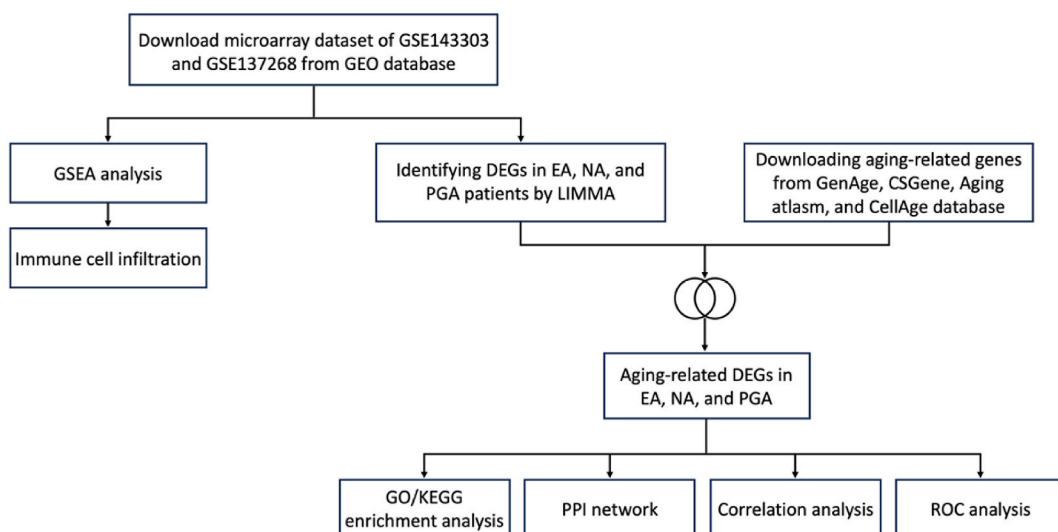 Download microarray dataset of GSE143303
and GSE137268 from GEO database
GSEA analysis
Identifying DEGs in EA, NA, and
PGA patients by LIMMA
Downloading aging-related genes
from GenAge, CSGene, Aging
atlasm, and CellAge database
Immune cell infiltration
Aging-related DEGs in
EA, NA, and PGA
GO/KEGG
enrichment analysis
PPI network
Correlation analysis
ROC analysis